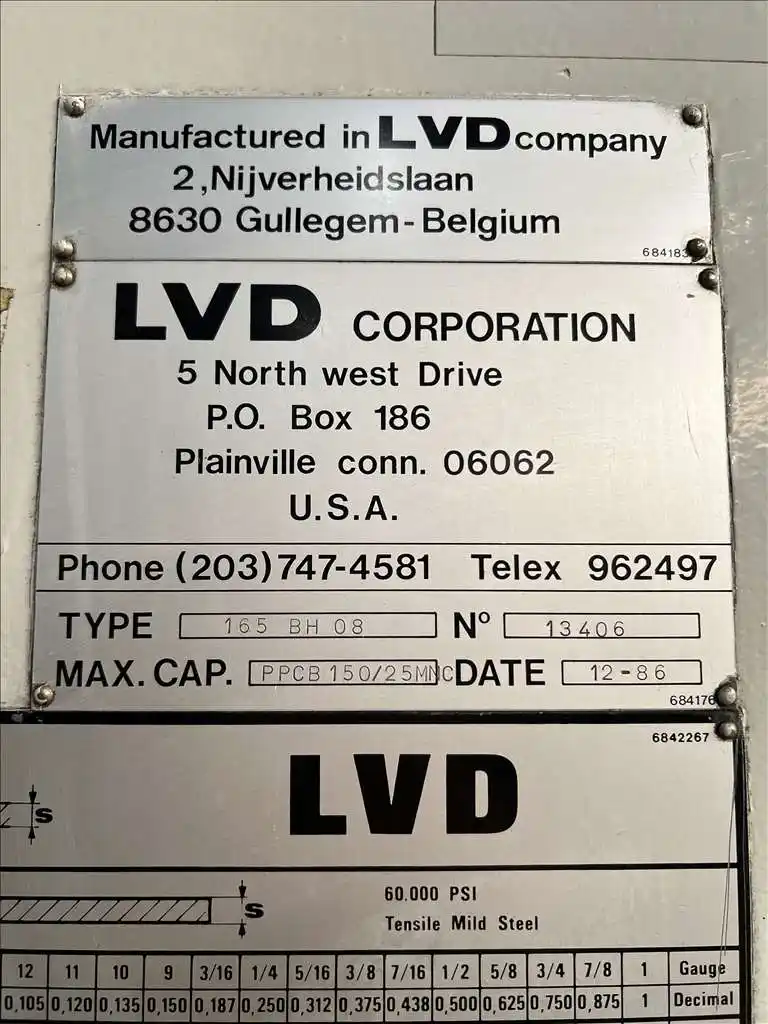 Manufactured in LVD company
2,Nijverheidslaan
8630 Gullegem-Belgium
LVD CORPORATION
5 North west Drive
P.O. Box 186
Plainville conn. 06062
U.S.A.
Phone (203)747-4581 Telex 962497
TYPE 165 BH 08 Nº 13406
MAX. CAP. PPCB 150/25MNC DATE 12-86
6842267
LVD
S
S
60.000 PSI
Tensile Mild Steel
12 11 10 9 3/16 1/4 5/16 3/8 7/16 1/2 5/8 3/4 7/8 1 Gauge
0,105 0,120 0,135 0,150 0,187 0,250 0,312 0,375 0,438 0,500 0,625 0,750 0,875 1 Decimal